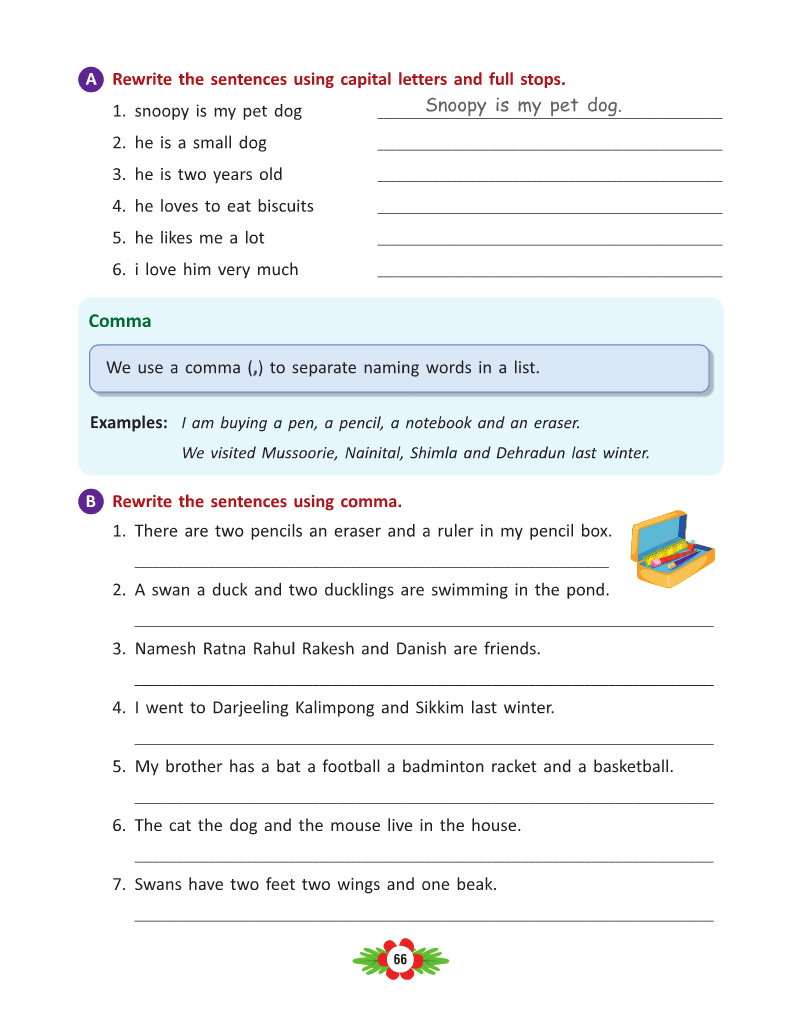 A Rewrite the sentences using capital letters and full stops.
1. snoopy is my pet dog Snoopy is my pet dog.
2. he is a small dog
3. he is two years old
4. he loves to eat biscuits
5. he likes me a lot
6. i love him very much
Comma
We use a comma (,) to separate naming words in a list.
Examples: I am buying a pen, a pencil, a notebook and an eraser.
We visited Mussoorie, Nainital, Shimla and Dehradun last winter.
B Rewrite the sentences using comma.
1. There are two pencils an eraser and a ruler in my pencil box.
2. A swan a duck and two ducklings are swimming in the pond.
3. Namesh Ratna Rahul Rakesh and Danish are friends.
4. I went to Darjeeling Kalimpong and Sikkim last winter.
5. My brother has a bat a football a badminton racket and a basketball.
6. The cat the dog and the mouse live in the house.
7. Swans have two feet two wings and one beak.
66